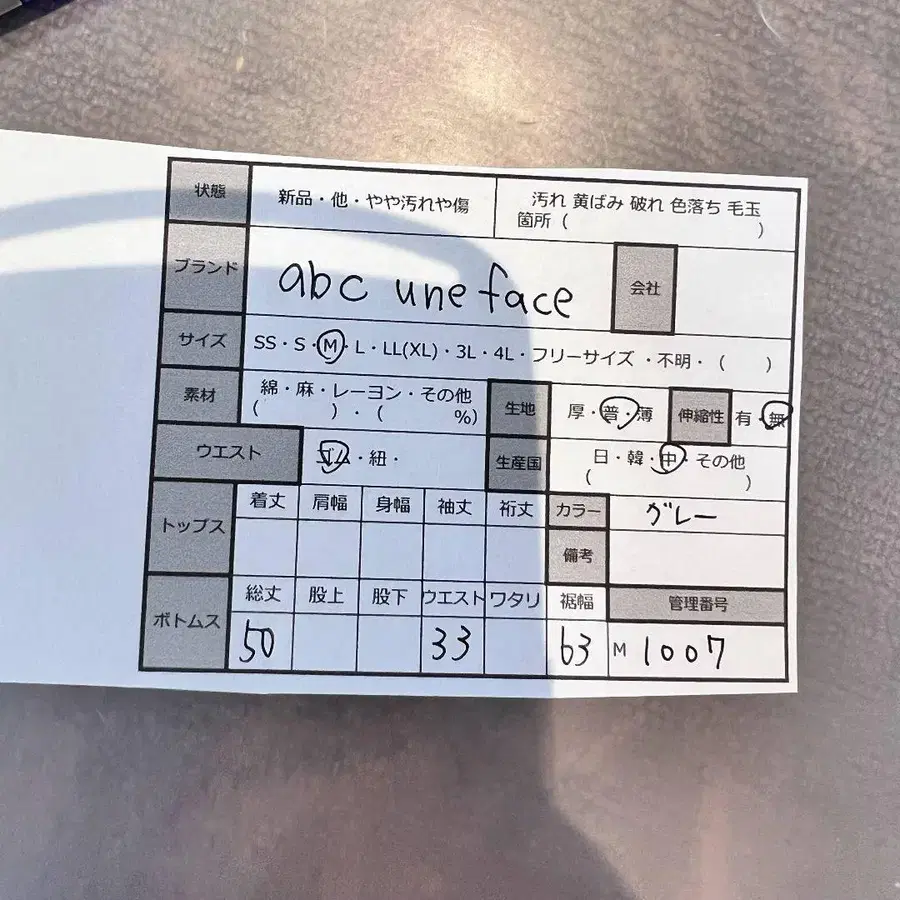 状態 新品・他・やや汚れや傷 汚れ 黄ばみ 破れ 色落ち 毛玉
箇所（ ）
ブランド abc une face 会社
サイズ SS・S・M・L・LL(XL)・3L・4L・フリーサイズ・不明・（ ）
素材 綿・麻・レーヨン・その他
（ ）・（ %） 生地 厚・普・薄 伸縮性 有・無
ウエスト ゴム・紐・ 生産国 日・韓・中・その他
（ ）
トップス 着丈 肩幅 身幅 袖丈 裄丈 カラー グレー
備考
ボトムス 総丈 股上 股下 ウエスト ワタリ 裾幅 管理番号
50 33 63 M 1007